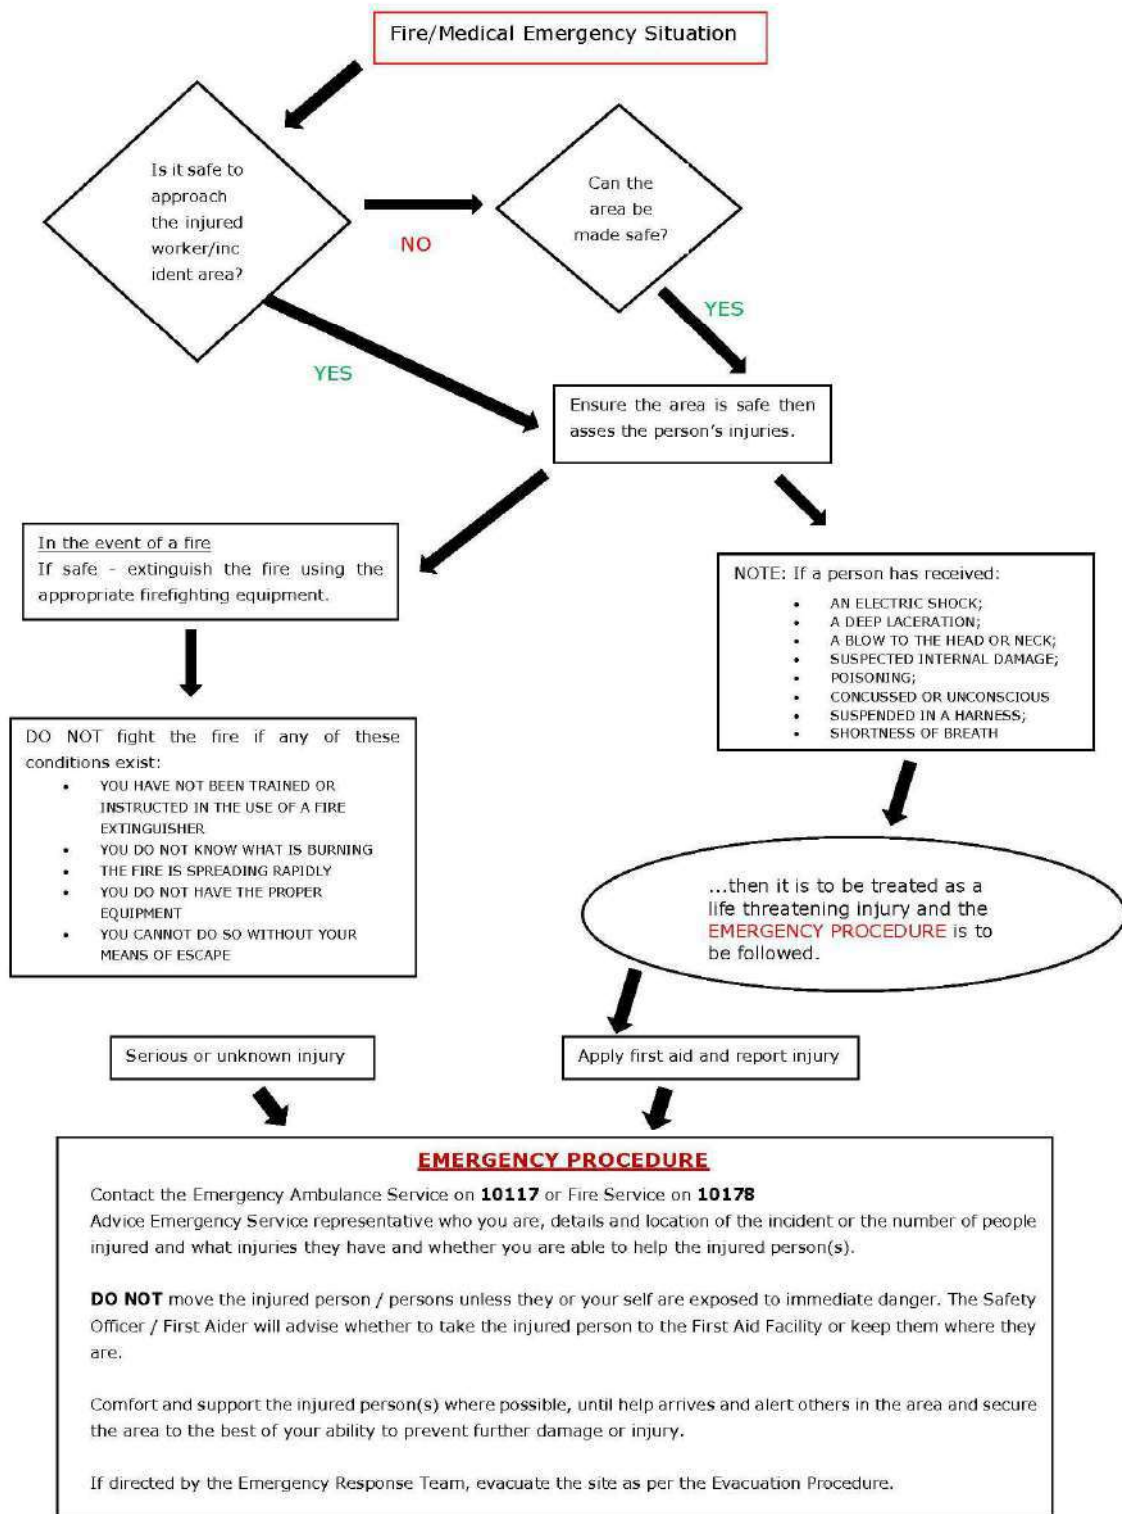 Fire/Medical Emergency Situation
Is it safe to
approach
the injured
worker/inc
ident area?
NO
Can the
area be
made safe?
YES
YES
Ensure the area is safe then
asses the person's injuries.
In the event of a fire
If safe - extinguish the fire using the
appropriate firefighting equipment.
NOTE: If a person has received:
• AN ELECTRIC SHOCK;
• A DEEP LACERATION;
• A BLOW TO THE HEAD OR NECK;
• SUSPECTED INTERNAL DAMAGE;
• POISONING;
• CONCUSSED OR UNCONSCIOUS
• SUSPENDED IN A HARNESS;
• SHORTNESS OF BREATH
DO NOT fight the fire if any of these
conditions exist:
• YOU HAVE NOT BEEN TRAINED OR
INSTRUCTED IN THE USE OF A FIRE
EXTINGUISHER
• YOU DO NOT KNOW WHAT IS BURNING
• THE FIRE IS SPREADING RAPIDLY
• YOU DO NOT HAVE THE PROPER
EQUIPMENT
• YOU CANNOT DO SO WITHOUT YOUR
MEANS OF ESCAPE
...then it is to be treated as a
life threatening injury and the
EMERGENCY PROCEDURE is to
be followed.
Serious or unknown injury
Apply first aid and report injury
EMERGENCY PROCEDURE
Contact the Emergency Ambulance Service on 10117 or Fire Service on 10178
Advice Emergency Service representative who you are, details and location of the incident or the number of people
injured and what injuries they have and whether you are able to help the injured person(s).
DO NOT move the injured person / persons unless they or your self are exposed to immediate danger. The Safety
Officer / First Aider will advise whether to take the injured person to the First Aid Facility or keep them where they
are.
Comfort and support the injured person(s) where possible, until help arrives and alert others in the area and secure
the area to the best of your ability to prevent further damage or injury.
If directed by the Emergency Response Team, evacuate the site as per the Evacuation Procedure.